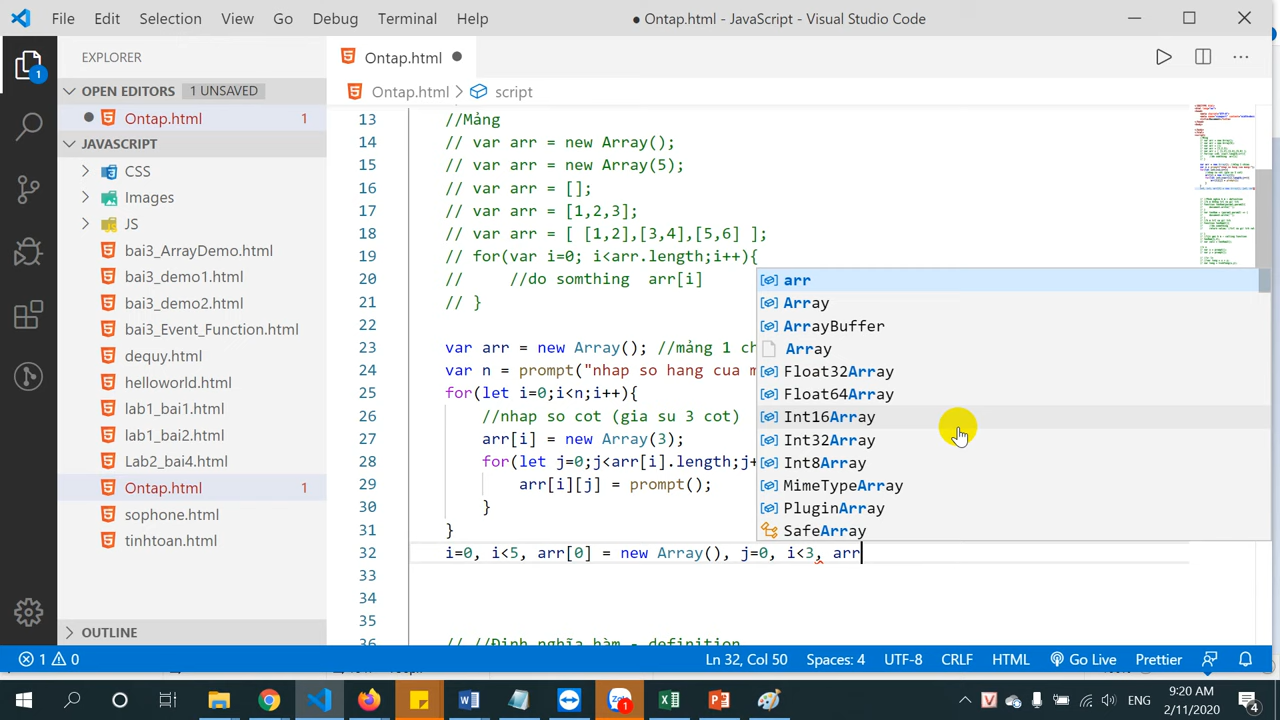 File Edit Selection View Go Debug Terminal Help
● Ontap.html - JavaScript - Visual Studio Code
EXPLORER
OPEN EDITORS 1 UNSAVED
Ontap.html 1
JAVASCRIPT
CSS
Images
JS
bai3_ArrayDemo.html
bai3_demo1.html
bai3_demo2.html
bai3_Event_Function.html
dequy.html
helloworld.html
lab1_bai1.html
lab1_bai2.html
Lab2_bai4.html
Ontap.html 1
sophone.html
tinhtoan.html
OUTLINE
1
Ontap.html
Ontap.html > script
13 //Mảng
14 // var arr = new Array();
15 // var arr = new Array(5);
16 // var arr = [];
17 // var arr = [1,2,3];
18 // var arr = [ [1,2],[3,4],[5,6] ];
19 // for(var i=0; i<arr.length;i++){
20 // //do somthing arr[i]
21 // }
22
23 var arr = new Array(); //mảng 1 ch
24 var n = prompt("nhap so hang cua m
25 for(let i=0;i<n;i++){
26 //nhap so cot (gia su 3 cot)
27 arr[i] = new Array(3);
28 for(let j=0;j<arr[i].length;j+
29 arr[i][j] = prompt();
30 }
31 }
32 i=0, i<5, arr[0] = new Array(), j=0, i<3, arr
33
34
35
36 // //Định nghĩa hàm - definition
arr
Array
ArrayBuffer
Array
Float32Array
Float64Array
Int16Array
Int32Array
Int8Array
MimeTypeArray
PluginArray
SafeArray
1 0 Ln 32, Col 50 Spaces: 4 UTF-8 CRLF HTML Go Live Prettier
ENG
9:20 AM
2/11/2020
4